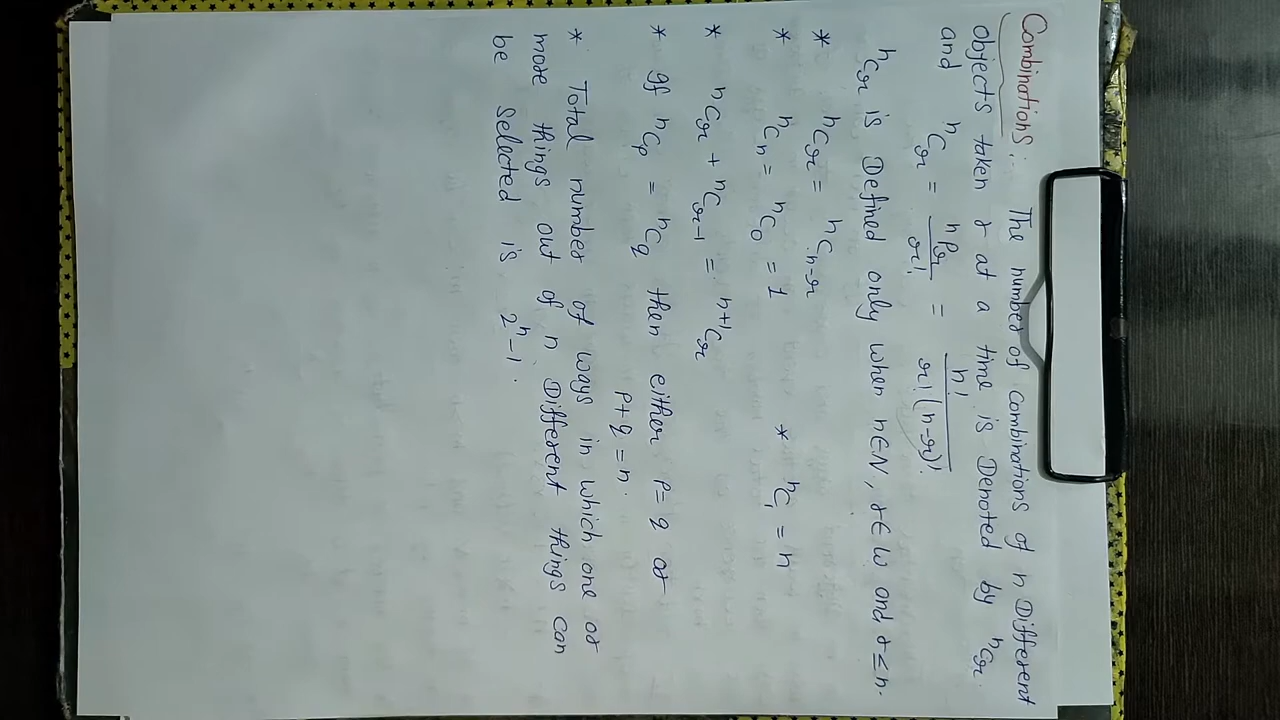 Combinations:- The number of combinations of n Different
objects taken r at a time is Denoted by ⁿCᵣ
and ⁿCᵣ = ⁿPᵣ/r! = n!/r!(n-r)!
ⁿCᵣ is Defined only when n∈N, r∈W and r≤n.
* ⁿCᵣ = ⁿCₙ₋ᵣ
* ⁿCₙ = ⁿC₀ = 1 * ⁿC₁ = n
* ⁿCᵣ + ⁿCᵣ₋₁ = ⁿ⁺¹Cᵣ
* If ⁿCp = ⁿCq then either P=q or
P+q=n.
* Total number of ways in which one or
more things out of n Different things can
be selected is 2ⁿ-1.